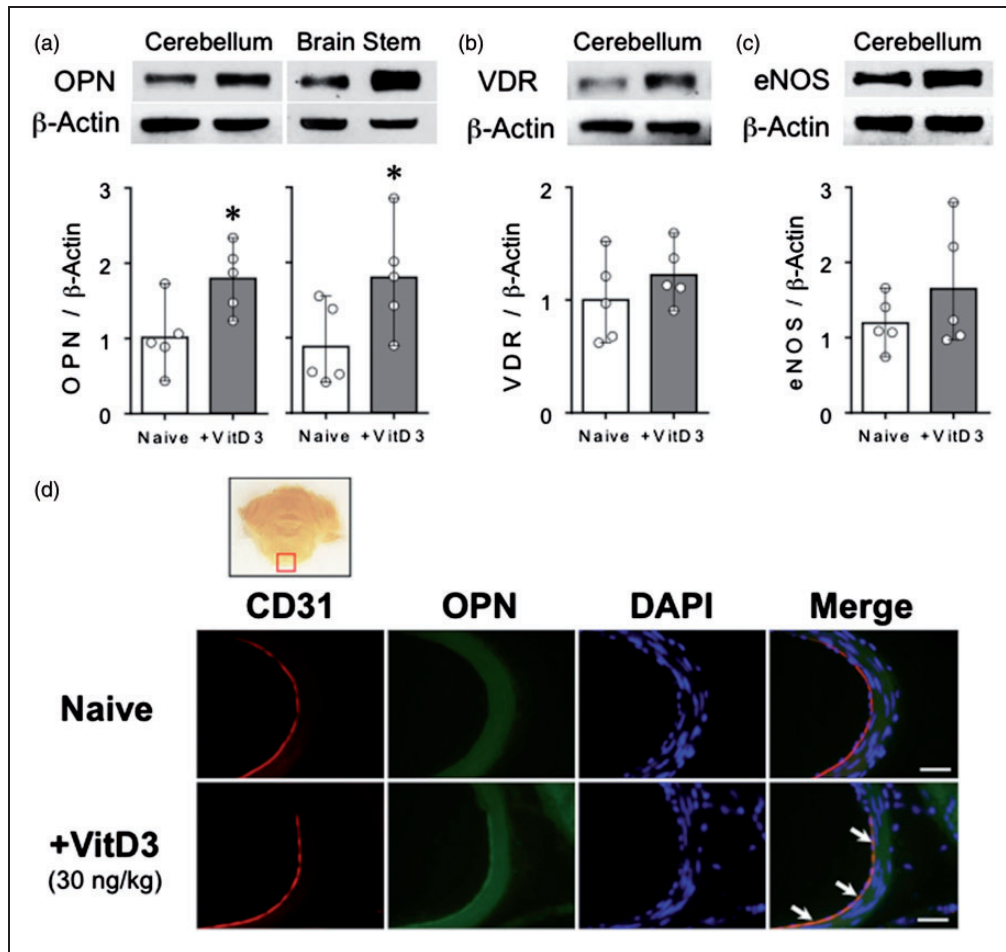 (a) Cerebellum Brain Stem (b) Cerebellum (c) Cerebellum
OPN VDR eNOS
β-Actin β-Actin β-Actin
* *
3 2 3
2
1 1 2
1
0 0 0
OPN / β-Actin VDR / β-Actin eNOS / β-Actin
Naive +VitD3 Naive +VitD3 Naive +VitD3 Naive +VitD3
(d)
CD31 OPN DAPI Merge
Naive
+VitD3
(30 ng/kg)